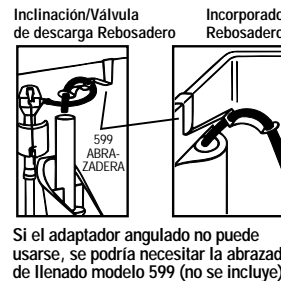 Inclinación/Válvula
de descarga Rebosadero
Incorporado
Rebosadero
599
ABRA-
ZADERA
Si el adaptador angulado no puede
usarse, se podría necesitar la abrazad
de llenado modelo 599 (no se incluye)